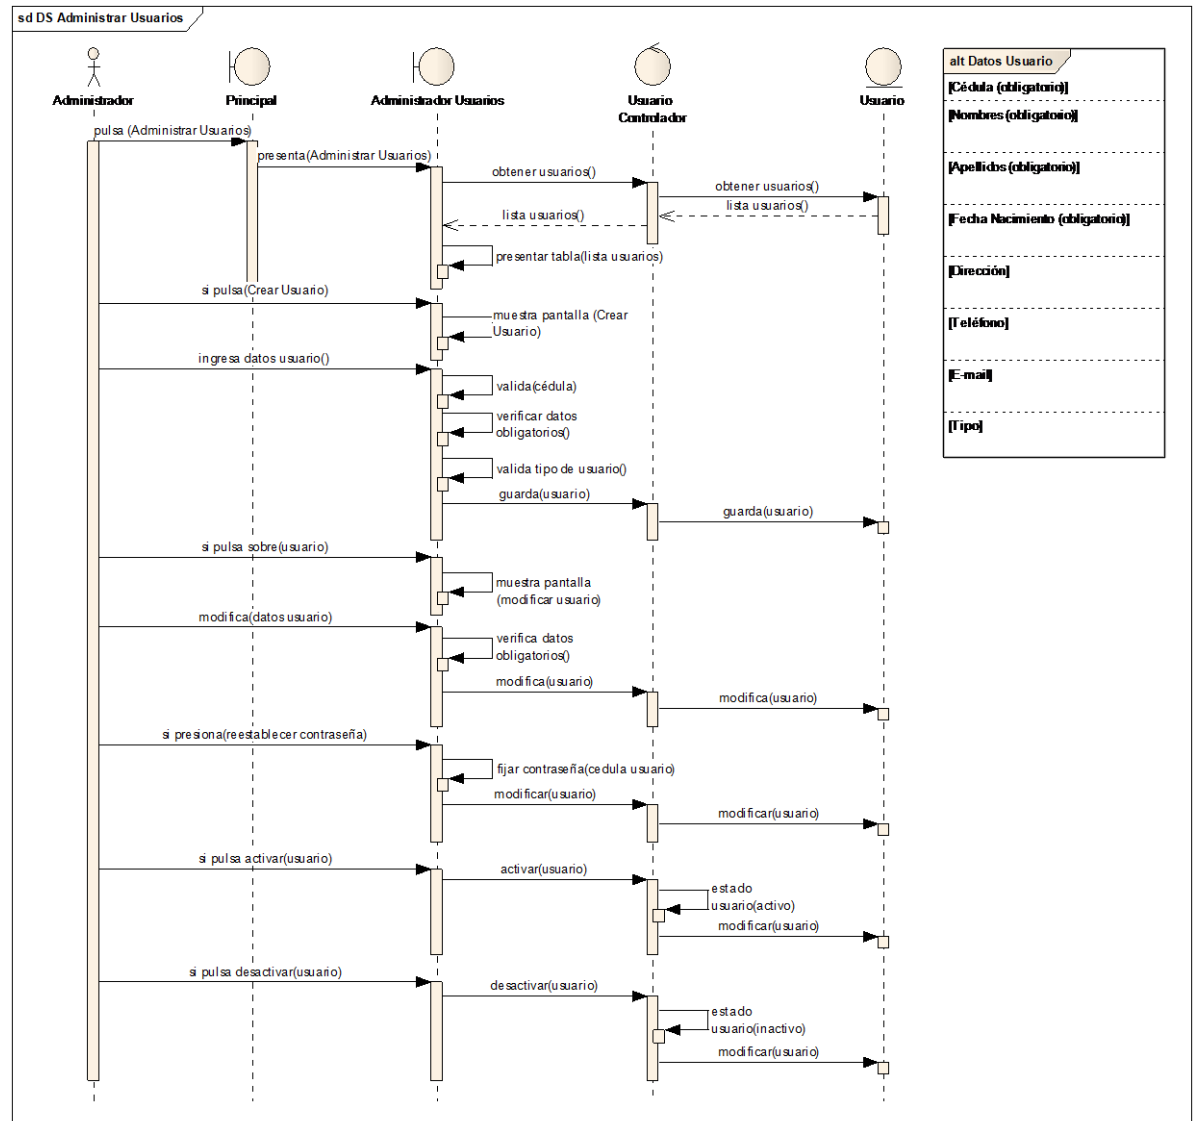 sd DS Administrar Usuarios
Administrador
Principal
Administrador Usuarios
Usuario
Controlador
Usuario
pulsa (Administrar Usuarios)
presenta(Administrar Usuarios)
obtener usuarios()
obtener usuarios()
lista usuarios()
lista usuarios()
presentar tabla(lista usuarios)
si pulsa(Crear Usuario)
muestra pantalla (Crear
Usuario)
ingresa datos usuario()
valida(cédula)
verificar datos
obligatorios()
valida tipo de usuario()
guarda(usuario)
guarda(usuario)
si pulsa sobre(usuario)
muestra pantalla
(modificar usuario)
modifica(datos usuario)
verifica datos
obligatorios()
modifica(usuario)
modifica(usuario)
si presiona(reestablecer contraseña)
fijar contraseña(cedula usuario)
modificar(usuario)
modificar(usuario)
si pulsa activar(usuario)
activar(usuario)
estado
usuario(activo)
modificar(usuario)
si pulsa desactivar(usuario)
desactivar(usuario)
estado
usuario(inactivo)
modificar(usuario)
alt Datos Usuario
[Cédula (obligatorio)]
[Nombres (obligatorio)]
[Apellidos (obligatorio)]
[Fecha Nacimiento (obligatorio)]
[Dirección]
[Teléfono]
[E-mail]
[Tipo]